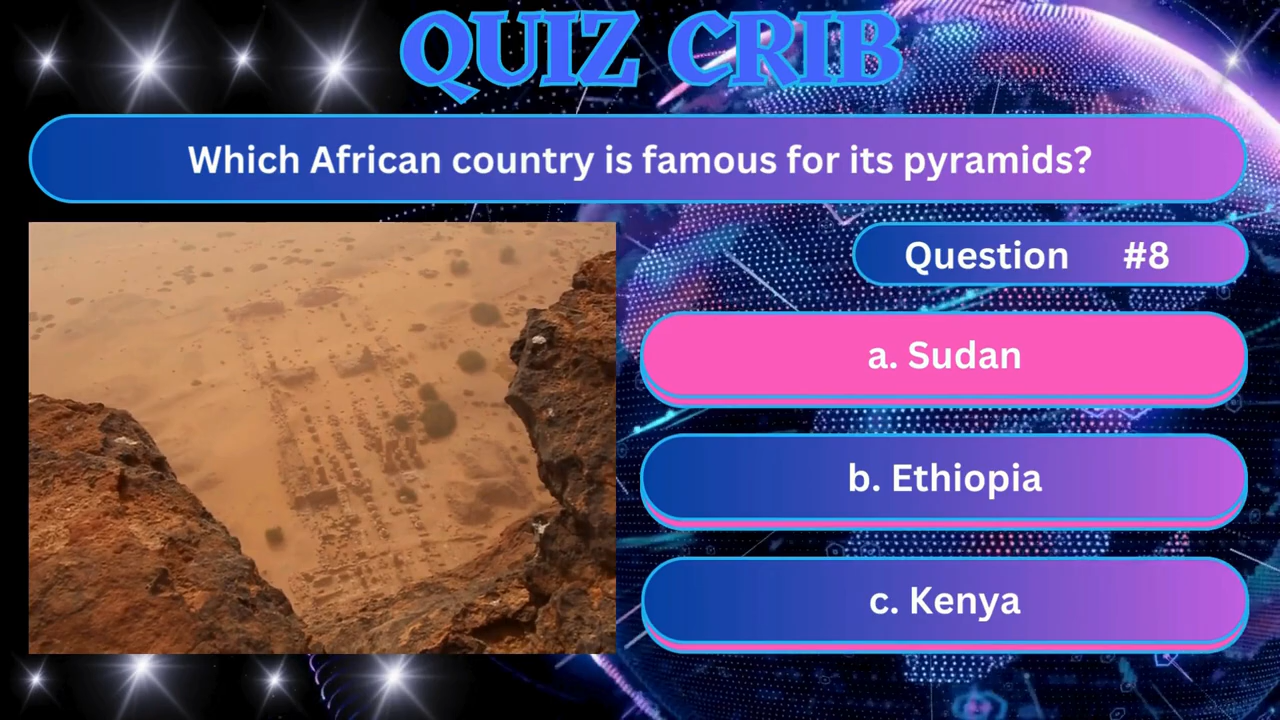 QUIZ CRIB
Which African country is famous for its pyramids?
Question #8
a. Sudan
b. Ethiopia
c. Kenya